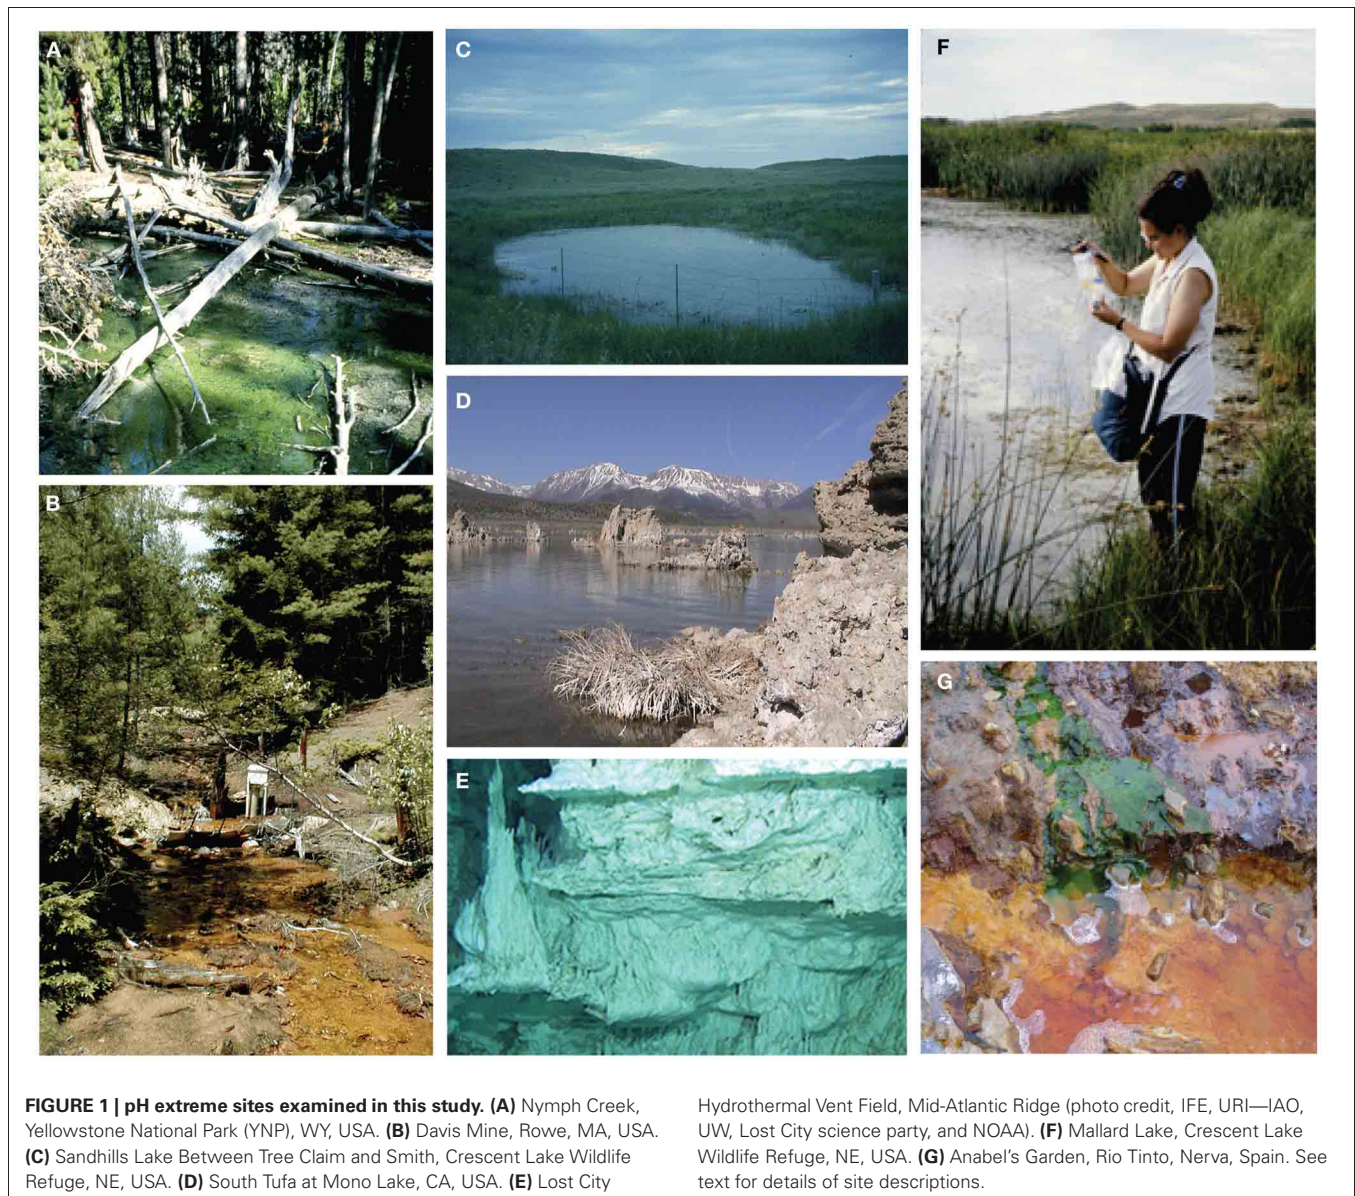 A
B
C
D
E
F
G
FIGURE 1 | pH extreme sites examined in this study. (A) Nymph Creek,
Yellowstone National Park (YNP), WY, USA. (B) Davis Mine, Rowe, MA, USA.
(C) Sandhills Lake Between Tree Claim and Smith, Crescent Lake Wildlife
Refuge, NE, USA. (D) South Tufa at Mono Lake, CA, USA. (E) Lost City
Hydrothermal Vent Field, Mid-Atlantic Ridge (photo credit, IFE, URI—IAO,
UW, Lost City science party, and NOAA). (F) Mallard Lake, Crescent Lake
Wildlife Refuge, NE, USA. (G) Anabel's Garden, Rio Tinto, Nerva, Spain. See
text for details of site descriptions.